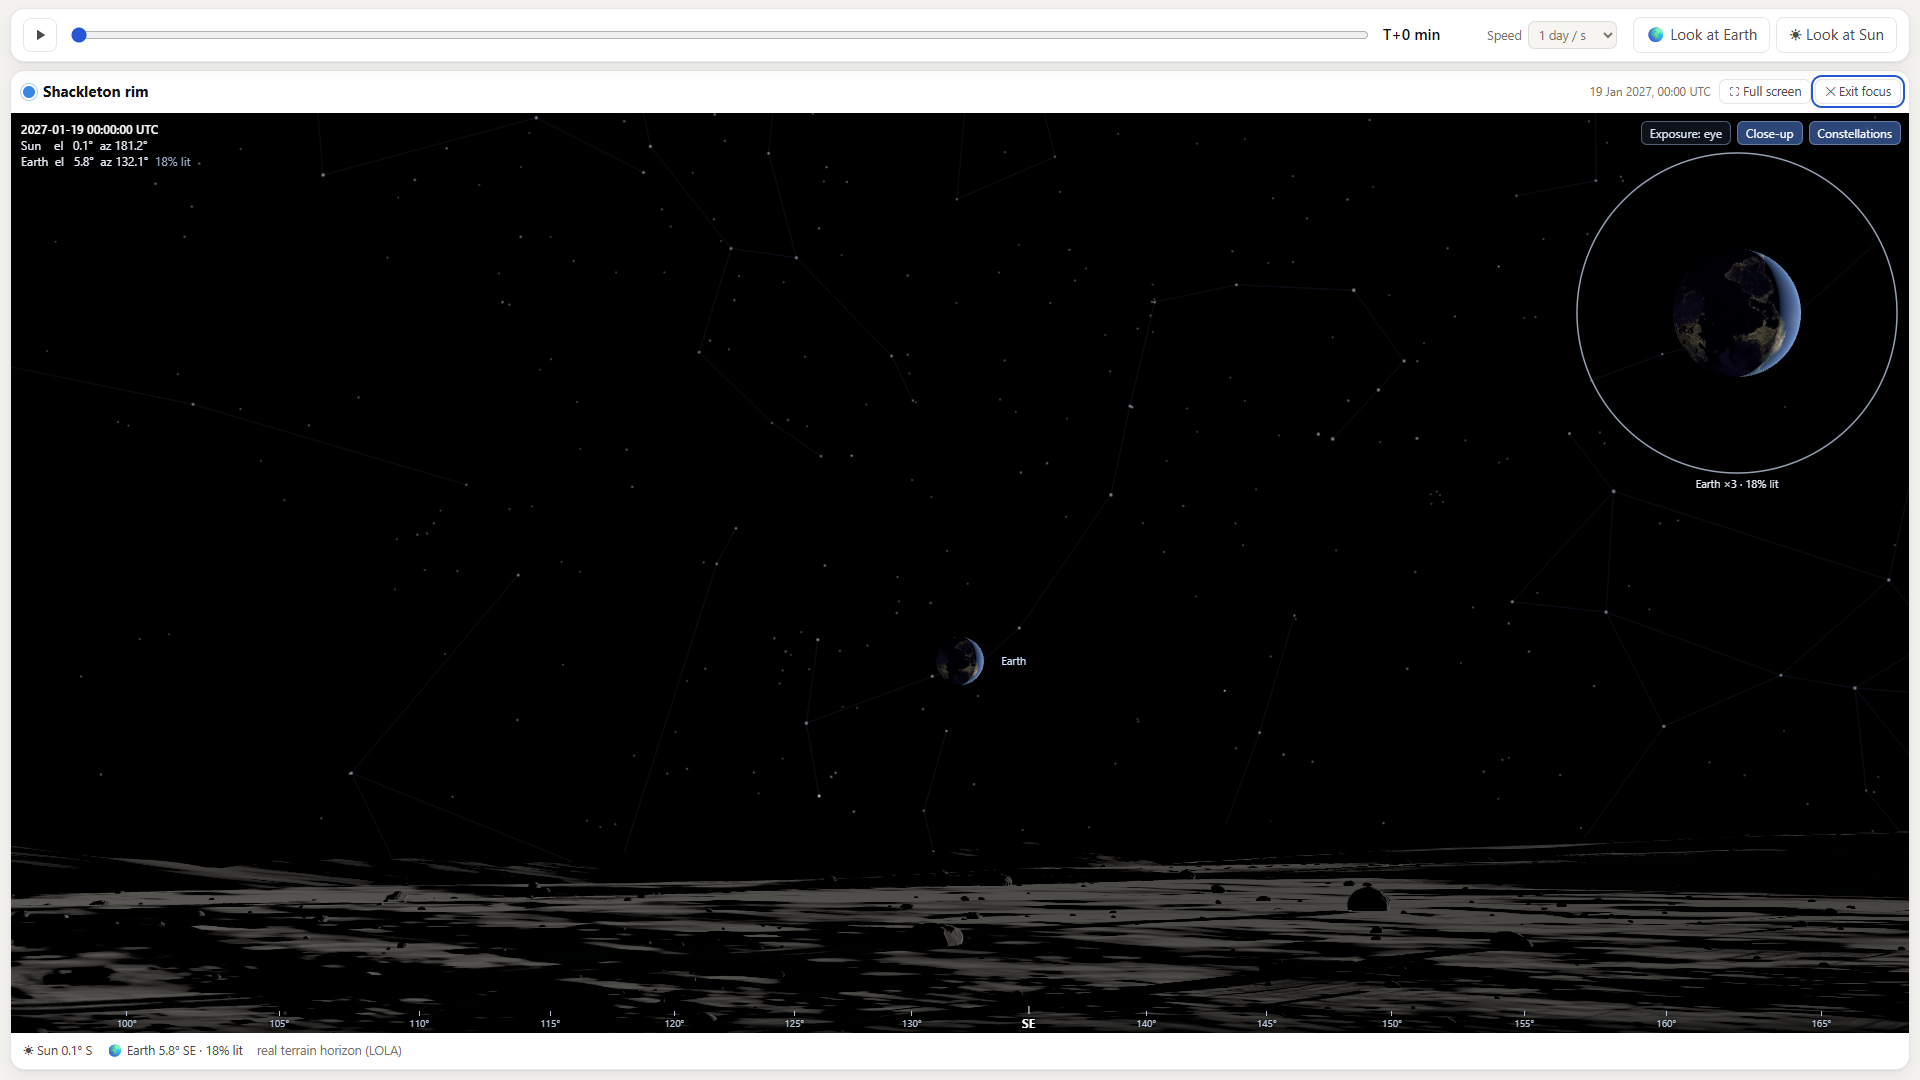 T+0 min
Speed
1 day / s
Look at Earth
Look at Sun
Shackleton rim
19 Jan 2027, 00:00 UTC
Full screen
Exit focus
2027-01-19 00:00:00 UTC
Sun el 0.1° az 181.2°
Earth el 5.8° az 132.1° 18% lit
Exposure: eye
Close-up
Constellations
Earth ×3 · 18% lit
Earth
100° 105° 110° 115° 120° 125° 130° SE 140° 145° 150° 155° 160° 165°
Sun 0.1° S
Earth 5.8° SE · 18% lit
real terrain horizon (LOLA)